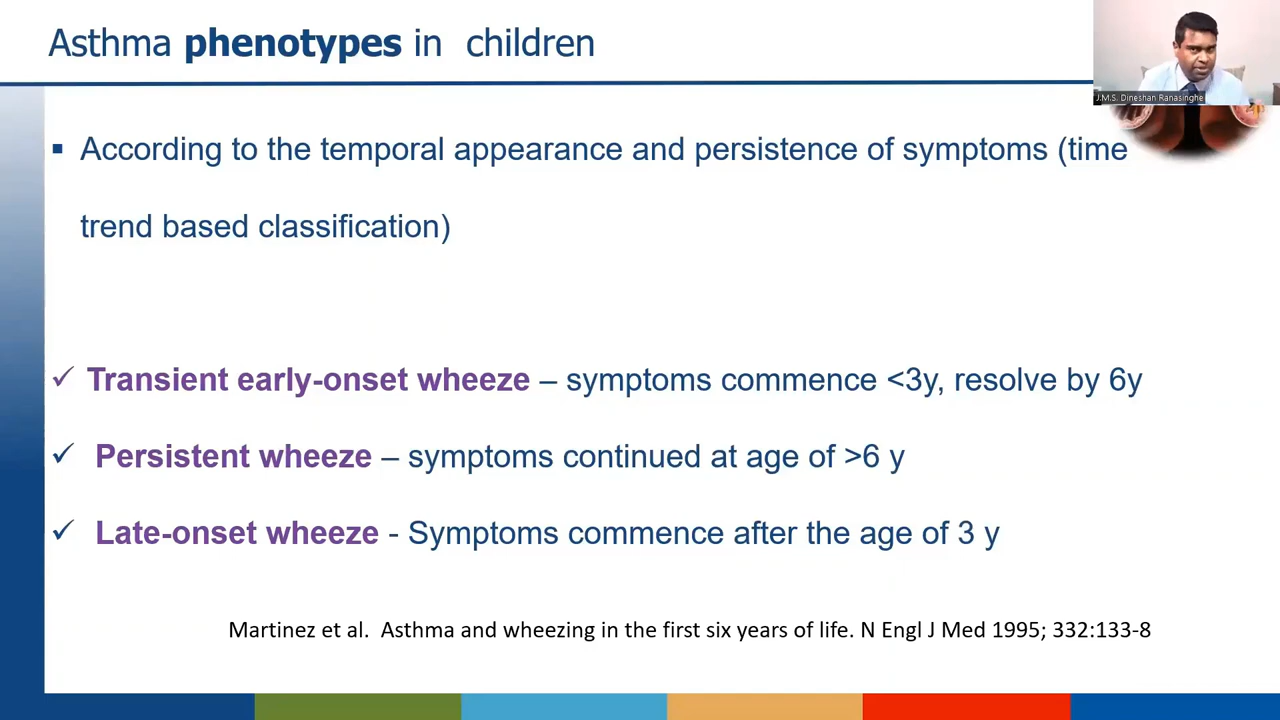 Asthma phenotypes in children
J.M.S. Dineshan Ranasinghe
▪ According to the temporal appearance and persistence of symptoms (time
trend based classification)
✓ Transient early-onset wheeze – symptoms commence <3y, resolve by 6y
✓ Persistent wheeze – symptoms continued at age of >6 y
✓ Late-onset wheeze - Symptoms commence after the age of 3 y
Martinez et al. Asthma and wheezing in the first six years of life. N Engl J Med 1995; 332:133-8